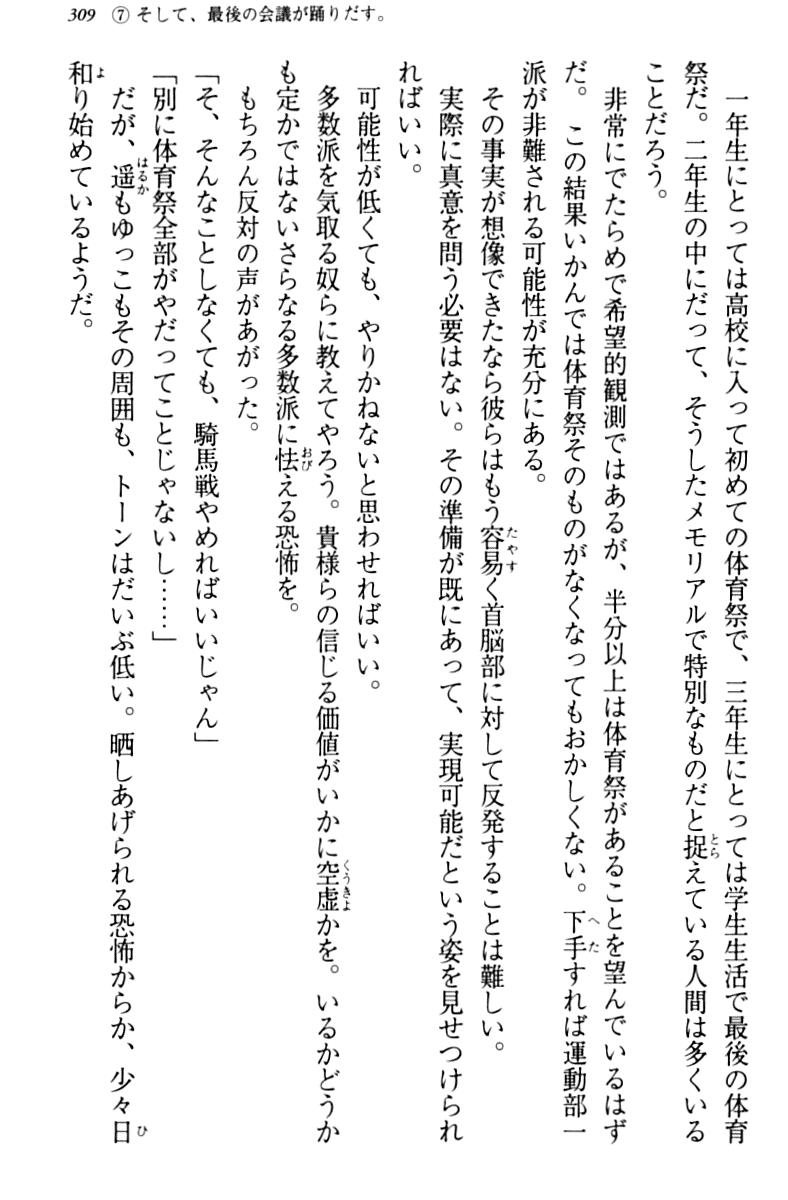 309 ⑦そして、最後の会議が踊りだす。
一年生にとっては高校に入って初めての体育祭で、三年生にとっては学生生活で最後の体育
祭だ。二年生の中にだって、そうしたメモリアルで特別なものだと捉えている人間は多くいる
ことだろう。
非常にでたらめで希望的観測ではあるが、半分以上は体育祭があることを望んでいるはず
だ。この結果いかんでは体育祭そのものがなくなってもおかしくない。下手すれば運動部一
派が非難される可能性が充分にある。
その事実が想像できたなら彼らはもう容易く首脳部に対して反発することは難しい。
実際に真意を問う必要はない。その準備が既にあって、実現可能だという姿を見せつけられ
ればいい。
可能性が低くても、やりかねないと思わせればいい。
多数派を気取る奴らに教えてやろう。貴様らの信じる価値がいかに空虚かを。いるかどうか
も定かではないさらなる多数派に怯える恐怖を。
もちろん反対の声があがった。
「そ、そんなことしなくても、騎馬戦やめればいいじゃん」
「別に体育祭全部がやだってことじゃないし……」
だが、遥もゆっこもその周囲も、トーンはだいぶ低い。晒しあげられる恐怖からか、少々日
和り始めているようだ。